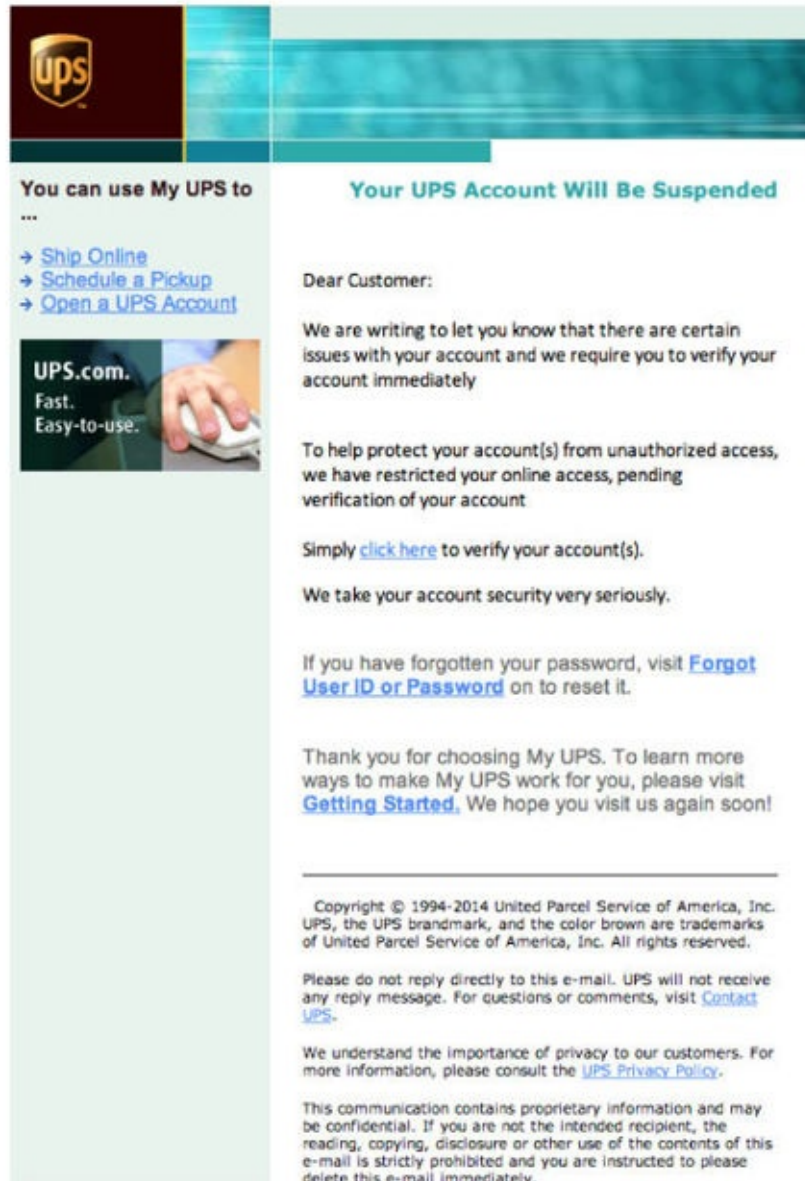 ups
You can use My UPS to
...
→ Ship Online
→ Schedule a Pickup
→ Open a UPS Account
UPS.com.
Fast.
Easy-to-use.
Your UPS Account Will Be Suspended
Dear Customer:
We are writing to let you know that there are certain
issues with your account and we require you to verify your
account immediately
To help protect your account(s) from unauthorized access,
we have restricted your online access, pending
verification of your account
Simply click here to verify your account(s).
We take your account security very seriously.
If you have forgotten your password, visit Forgot
User ID or Password on to reset it.
Thank you for choosing My UPS. To learn more
ways to make My UPS work for you, please visit
Getting Started. We hope you visit us again soon!
Copyright © 1994-2014 United Parcel Service of America, Inc.
UPS, the UPS brandmark, and the color brown are trademarks
of United Parcel Service of America, Inc. All rights reserved.
Please do not reply directly to this e-mail. UPS will not receive
any reply message. For questions or comments, visit Contact
UPS.
We understand the importance of privacy to our customers. For
more information, please consult the UPS Privacy Policy.
This communication contains proprietary information and may
be confidential. If you are not the intended recipient, the
reading, copying, disclosure or other use of the contents of this
e-mail is strictly prohibited and you are instructed to please
delete this e-mail immediately.